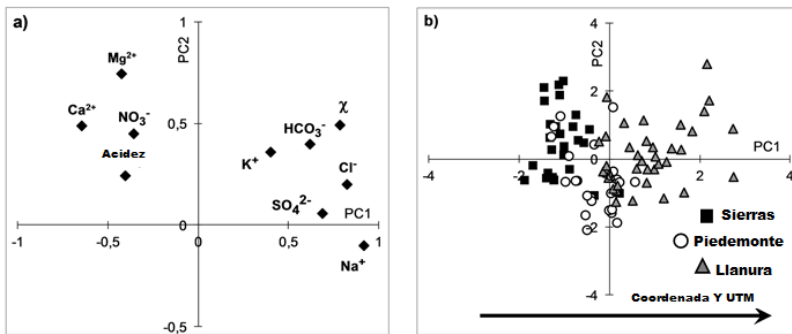 a)
PC2
1
Mg²⁺
Ca²⁺
NO₃⁻
0,5
χ
HCO₃⁻
K⁺
Acidez
Cl⁻
SO₄²⁻
PC1
0
-1
-0,5
0
0,5
1
Na⁺
-0,5
b)
PC2
4
2
PC1
0
-4
-2
0
2
4
-2
-4
Sierras
Piedemonte
Llanura
Coordenada Y UTM